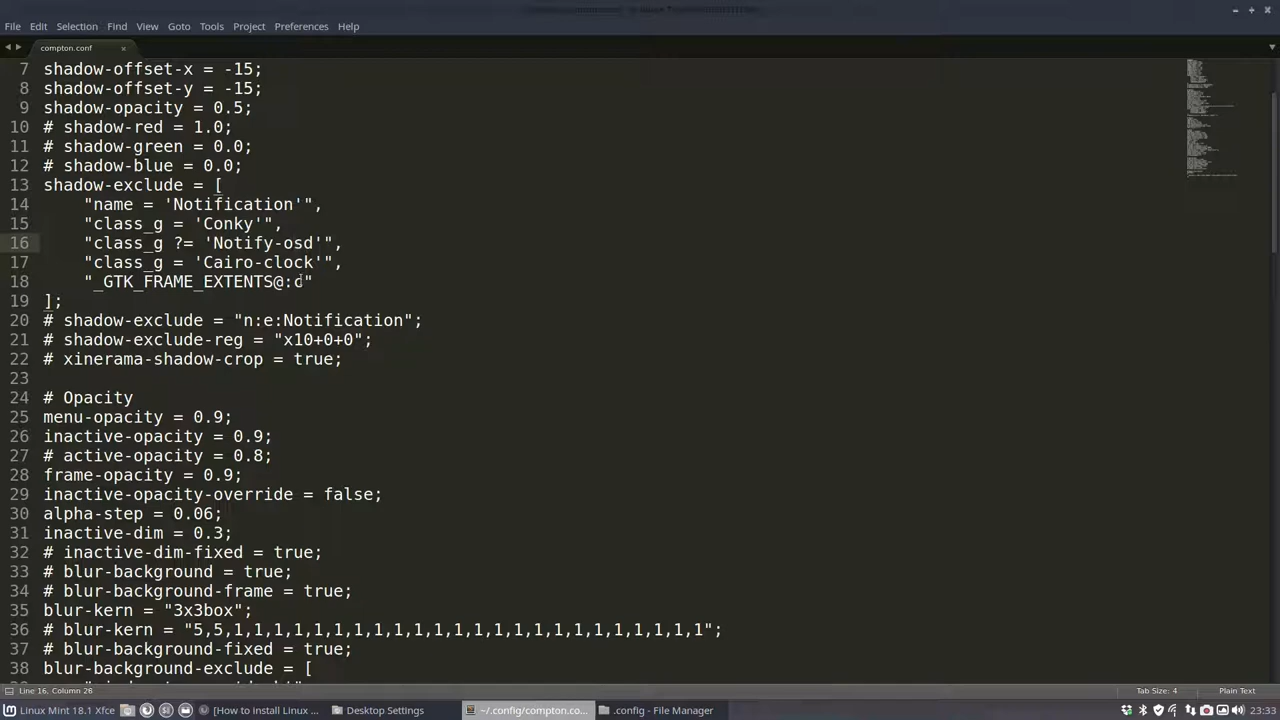 File Edit Selection Find View Goto Tools Project Preferences Help
compton.conf
7 shadow-offset-x = -15;
8 shadow-offset-y = -15;
9 shadow-opacity = 0.5;
10 # shadow-red = 1.0;
11 # shadow-green = 0.0;
12 # shadow-blue = 0.0;
13 shadow-exclude = [
14 "name = 'Notification'",
15 "class_g = 'Conky'",
16 "class_g ?= 'Notify-osd'",
17 "class_g = 'Cairo-clock'",
18 "_GTK_FRAME_EXTENTS@:c"
19 ];
20 # shadow-exclude = "n:e:Notification";
21 # shadow-exclude-reg = "x10+0+0";
22 # xinerama-shadow-crop = true;
23
24 # Opacity
25 menu-opacity = 0.9;
26 inactive-opacity = 0.9;
27 # active-opacity = 0.8;
28 frame-opacity = 0.9;
29 inactive-opacity-override = false;
30 alpha-step = 0.06;
31 inactive-dim = 0.3;
32 # inactive-dim-fixed = true;
33 # blur-background = true;
34 # blur-background-frame = true;
35 blur-kern = "3x3box";
36 # blur-kern = "5,5,1,1,1,1,1,1,1,1,1,1,1,1,1,1,1,1,1,1,1,1,1,1,1,1";
37 # blur-background-fixed = true;
38 blur-background-exclude = [
Line 16, Column 26 Tab Size: 4 Plain Text
Linux Mint 18.1 Xfce [How to install Linux ... Desktop Settings ~/.config/compton.co... .config - File Manager 23:33